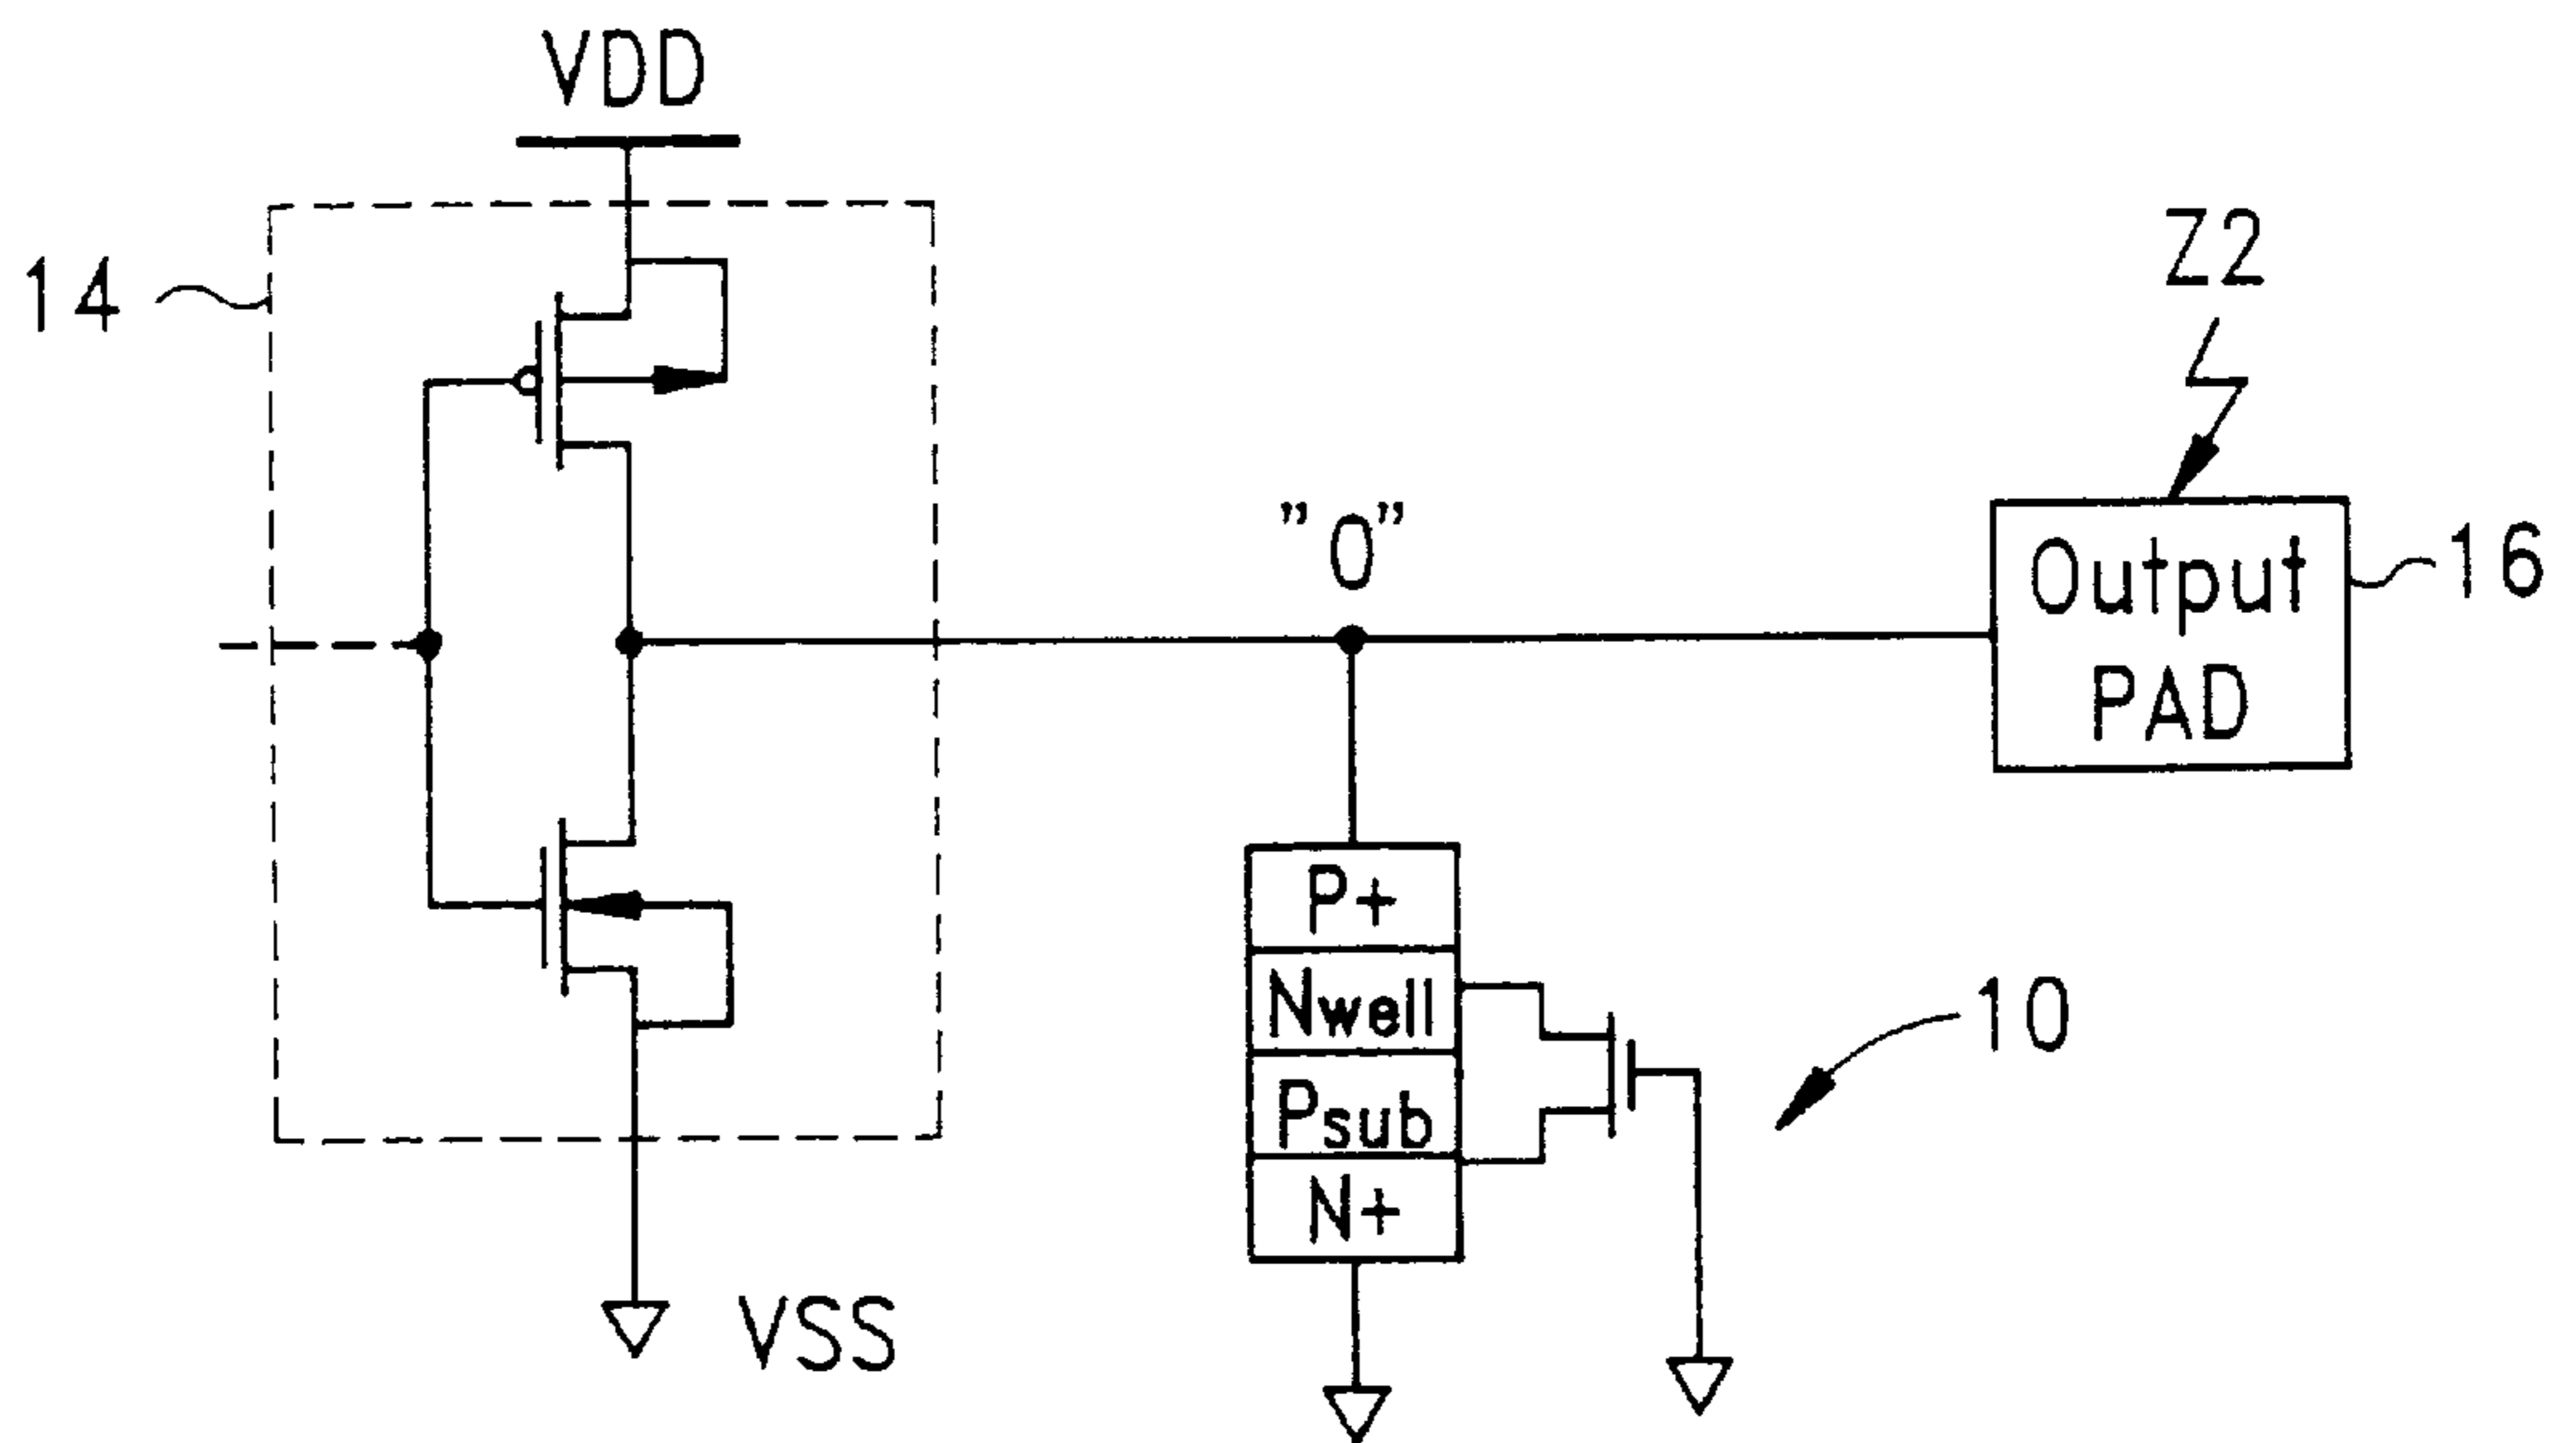 VDD
14
Z2
"0"
Output
PAD
16
P+
Nwell
Psub
N+
10
VSS